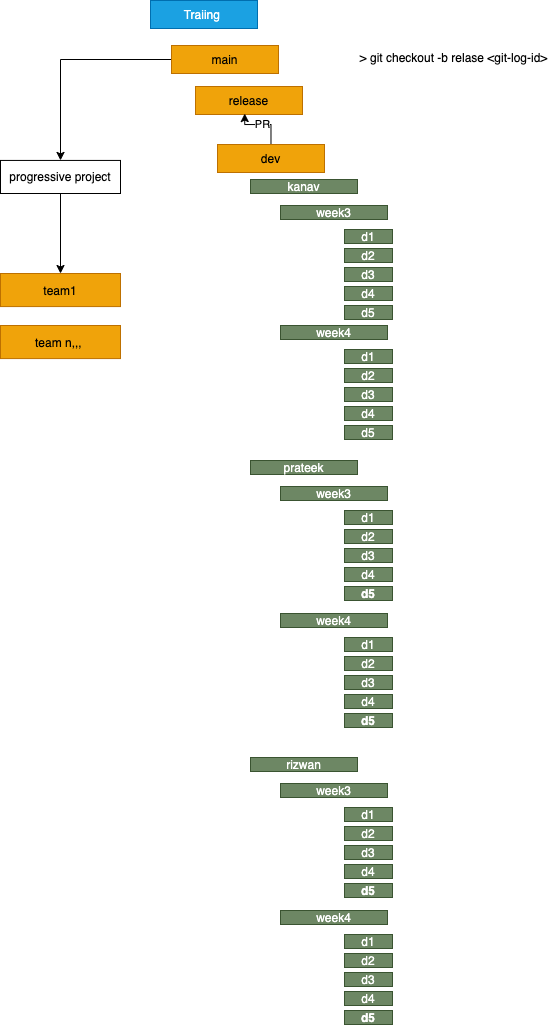 Traiing
main
> git checkout -b relase <git-log-id>
release
PR
dev
progressive project
kanav
week3
d1
d2
d3
d4
d5
team1
week4
team n,,,
d1
d2
d3
d4
d5
prateek
week3
d1
d2
d3
d4
d5
week4
d1
d2
d3
d4
d5
rizwan
week3
d1
d2
d3
d4
d5
week4
d1
d2
d3
d4
d5